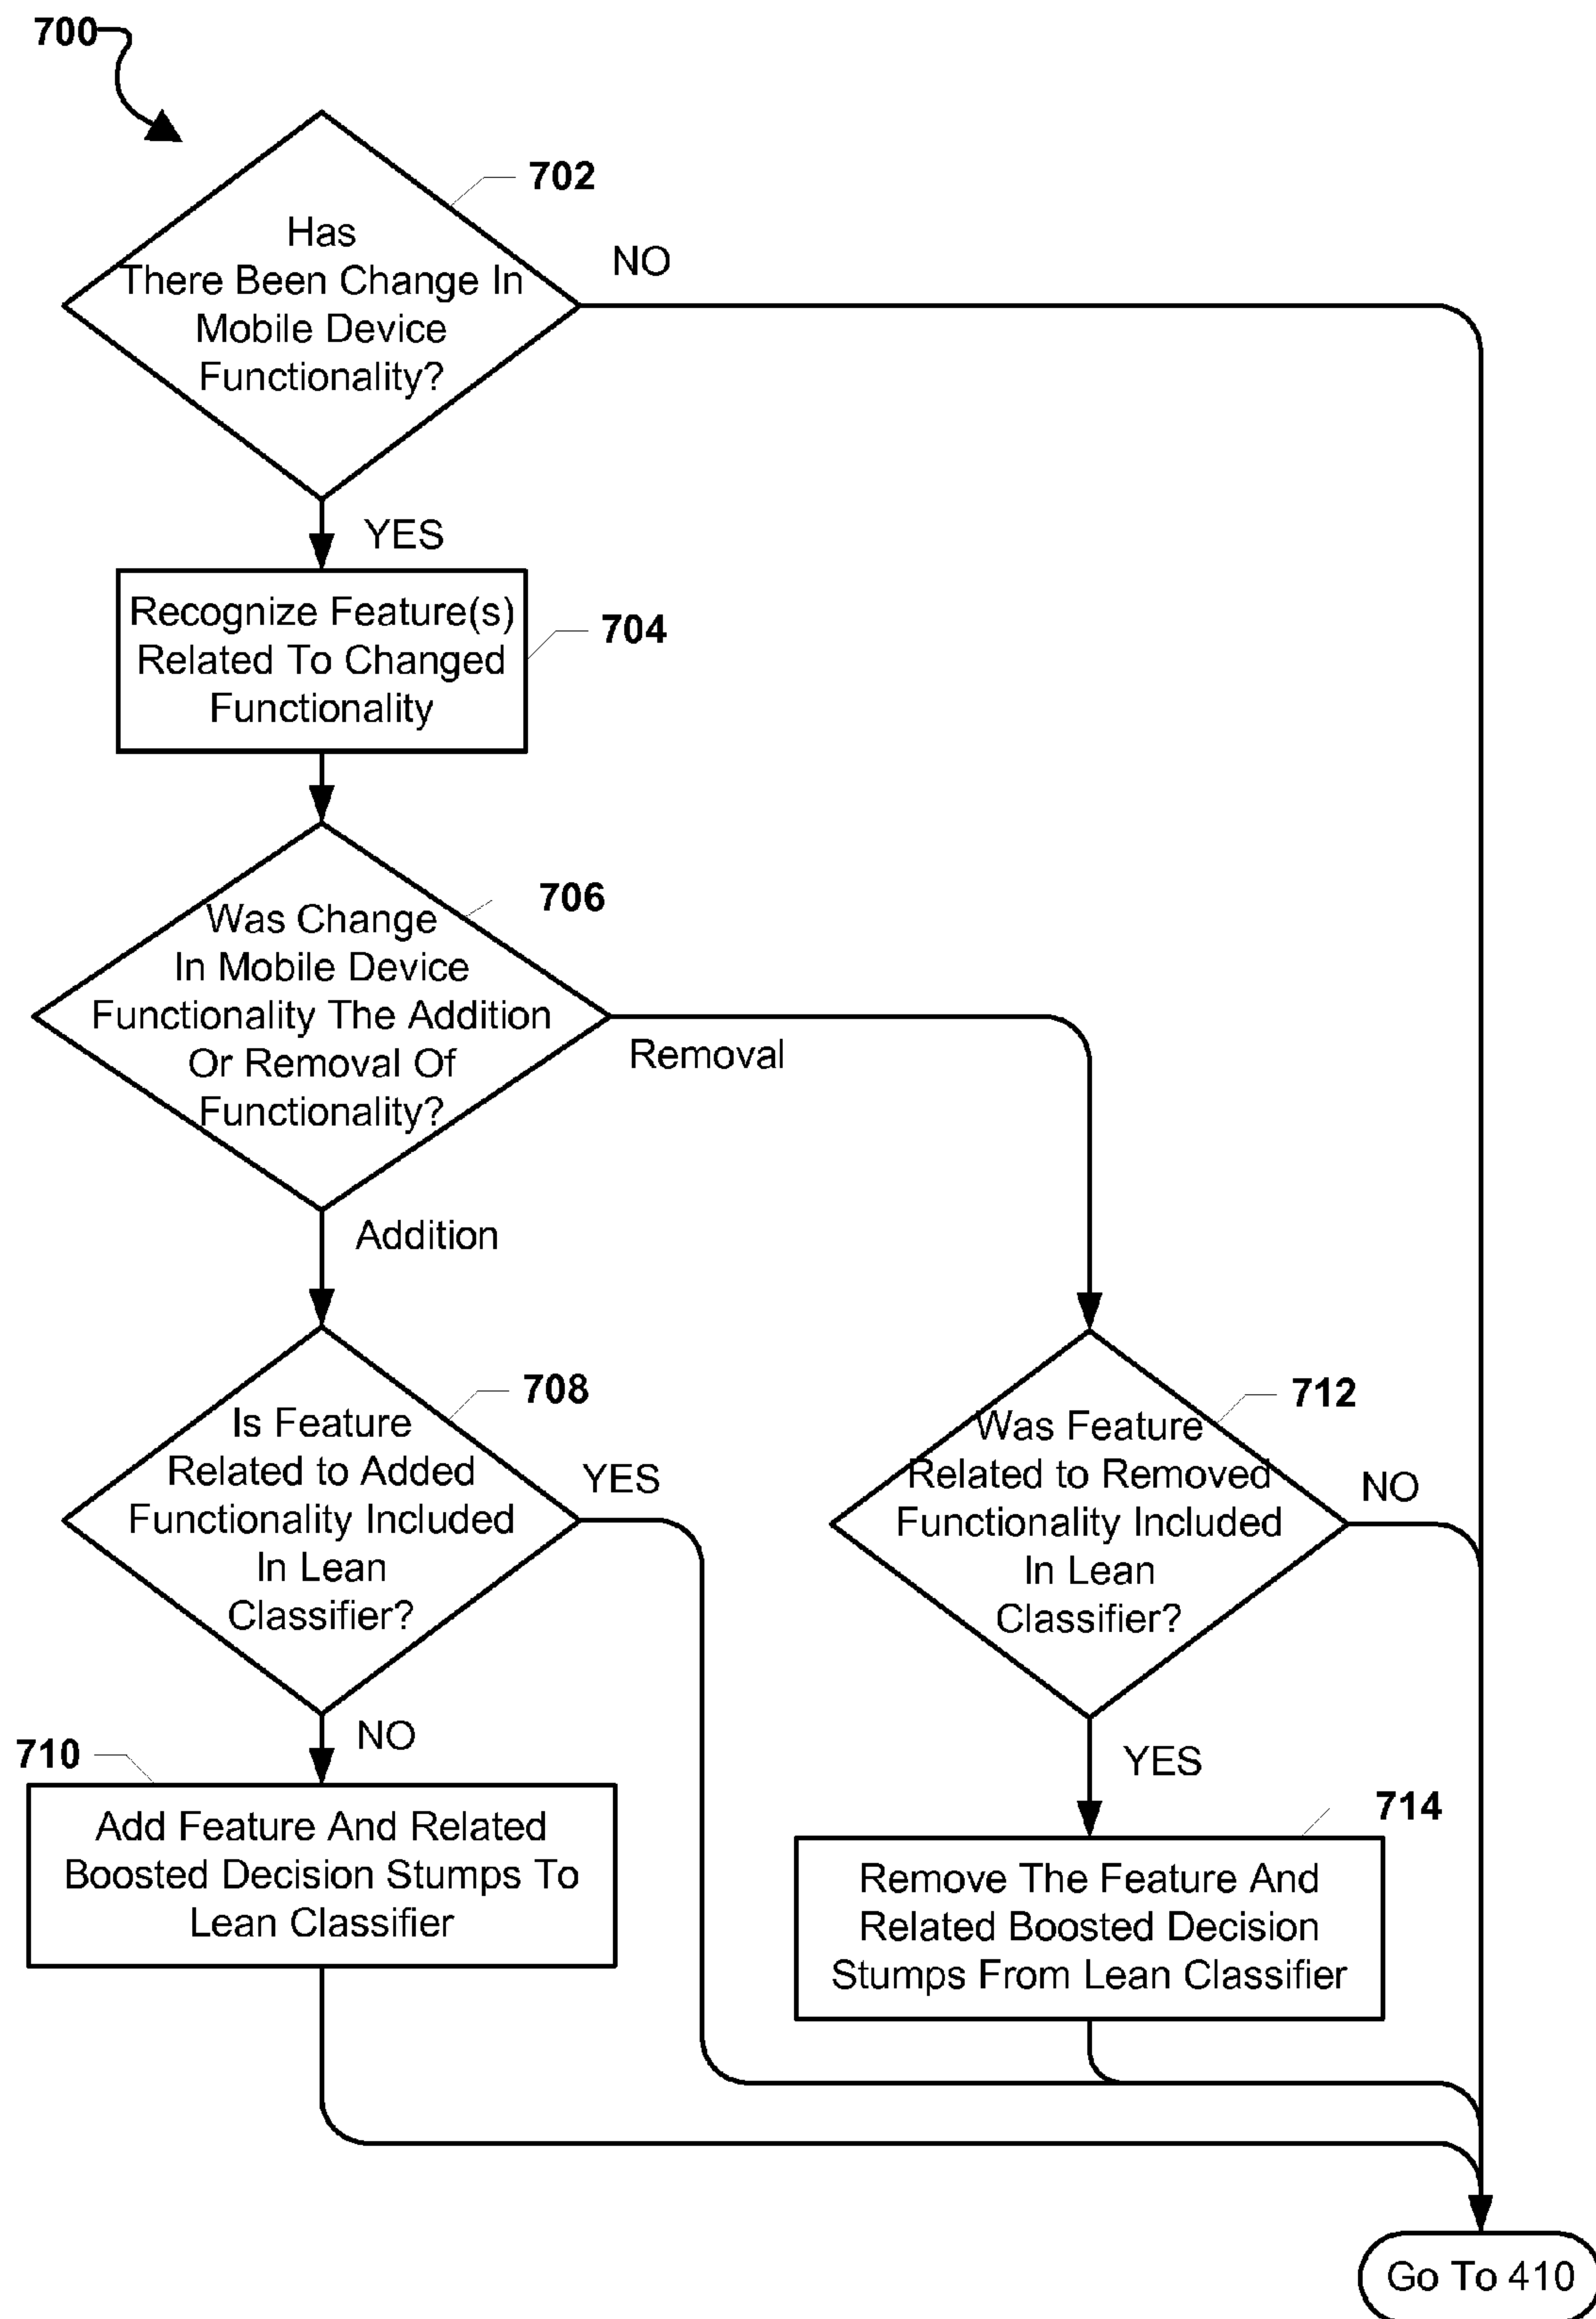 700
702
Has
There Been Change In
Mobile Device
Functionality?
NO
YES
Recognize Feature(s)
Related To Changed
Functionality
704
706
Was Change
In Mobile Device
Functionality The Addition
Or Removal Of
Functionality?
Removal
Addition
708
Is Feature
Related to Added
Functionality Included
In Lean
Classifier?
YES
712
Was Feature
Related to Removed
Functionality Included
In Lean
Classifier?
NO
NO
710
Add Feature And Related
Boosted Decision Stumps To
Lean Classifier
YES
714
Remove The Feature And
Related Boosted Decision
Stumps From Lean Classifier
Go To 410